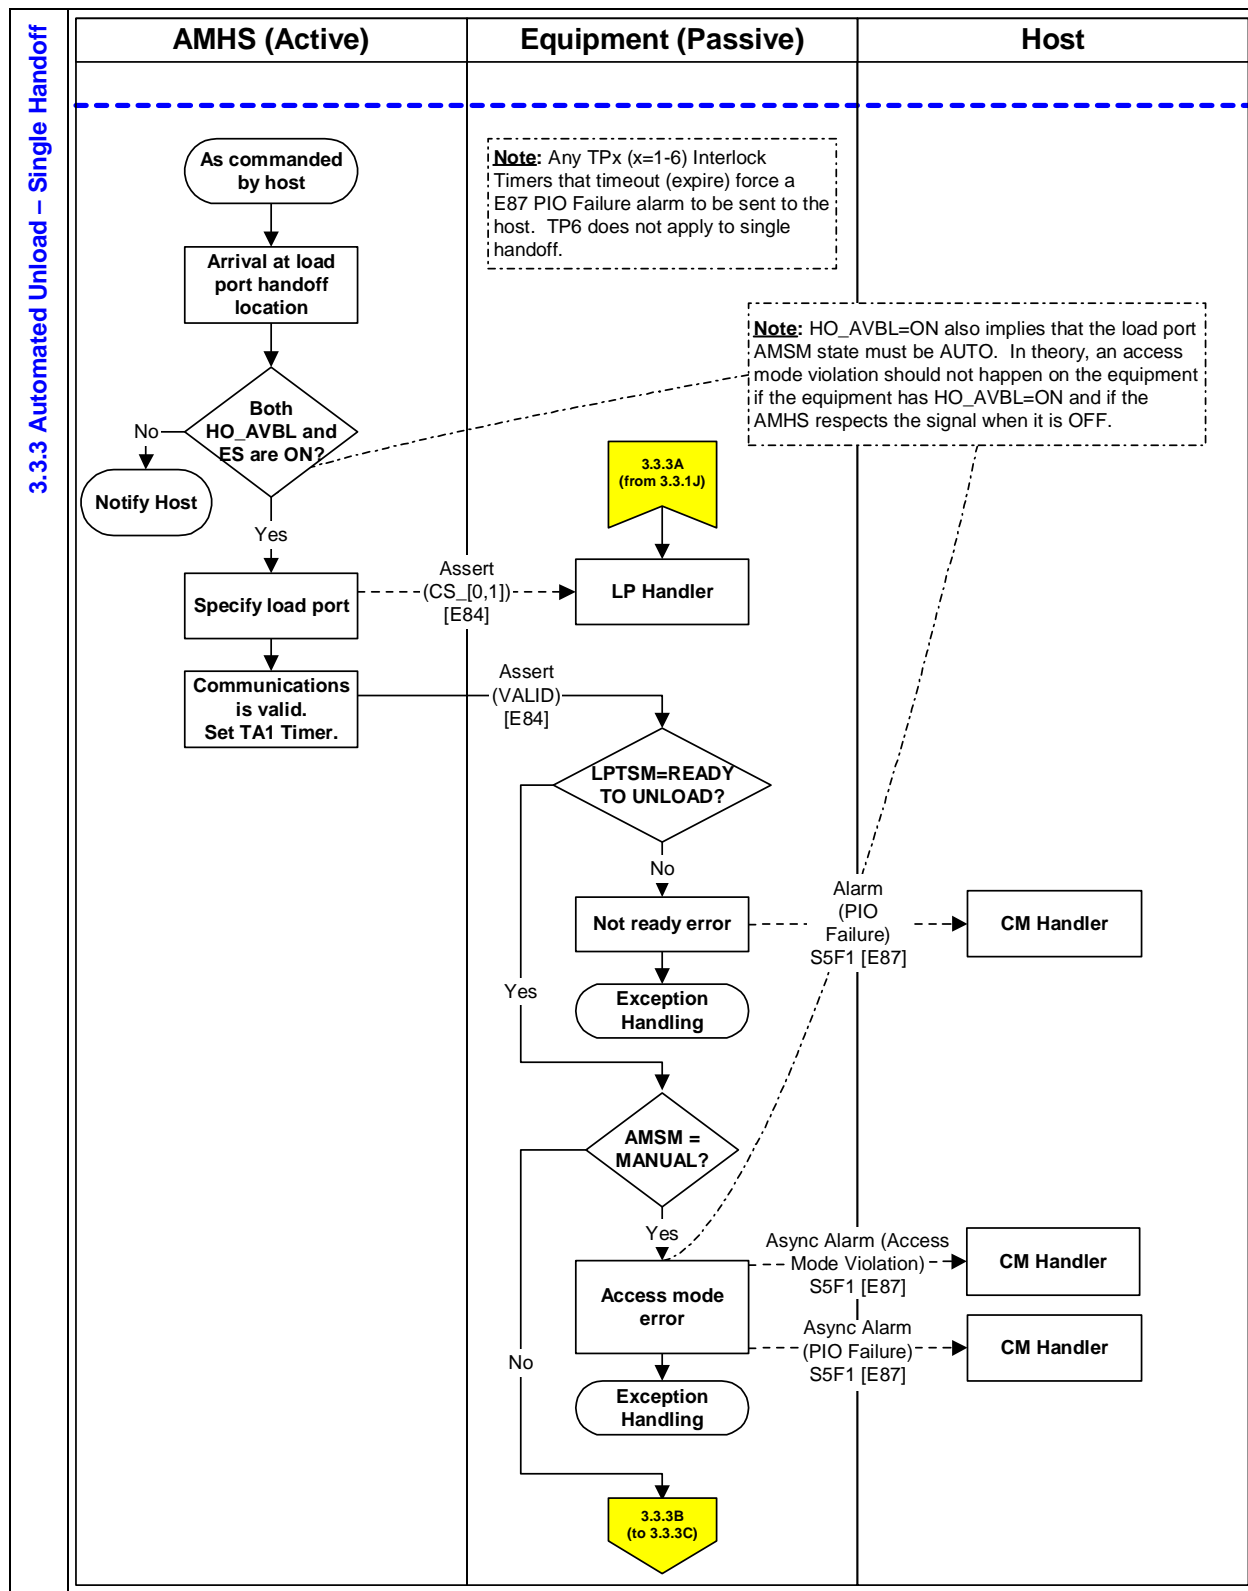 3.3.3 Automated Unload – Single Handoff
AMHS (Active)
Equipment (Passive)
Host
As commanded
by host
Note: Any TPx (x=1-6) Interlock
Timers that timeout (expire) force a
E87 PIO Failure alarm to be sent to the
host.  TP6 does not apply to single
handoff.
Arrival at load
port handoff
location
Note: HO_AVBL=ON also implies that the load port
AMSM state must be AUTO.  In theory, an access
mode violation should not happen on the equipment
if the equipment has HO_AVBL=ON and if the
AMHS respects the signal when it is OFF.
Both
HO_AVBL and
ES are ON?
No
Notify Host
Yes
3.3.3A
(from 3.3.1J)
Specify load port
Assert
(CS_[0,1])
[E84]
LP Handler
Communications
is valid.
Set TA1 Timer.
Assert
(VALID)
[E84]
LPTSM=READY
TO UNLOAD?
No
Not ready error
Alarm
(PIO
Failure)
S5F1 [E87]
CM Handler
Yes
Exception
Handling
AMSM =
MANUAL?
Yes
Access mode
error
Async Alarm (Access
Mode Violation)
S5F1 [E87]
CM Handler
Async Alarm
(PIO Failure)
S5F1 [E87]
CM Handler
No
Exception
Handling
3.3.3B
(to 3.3.3C)